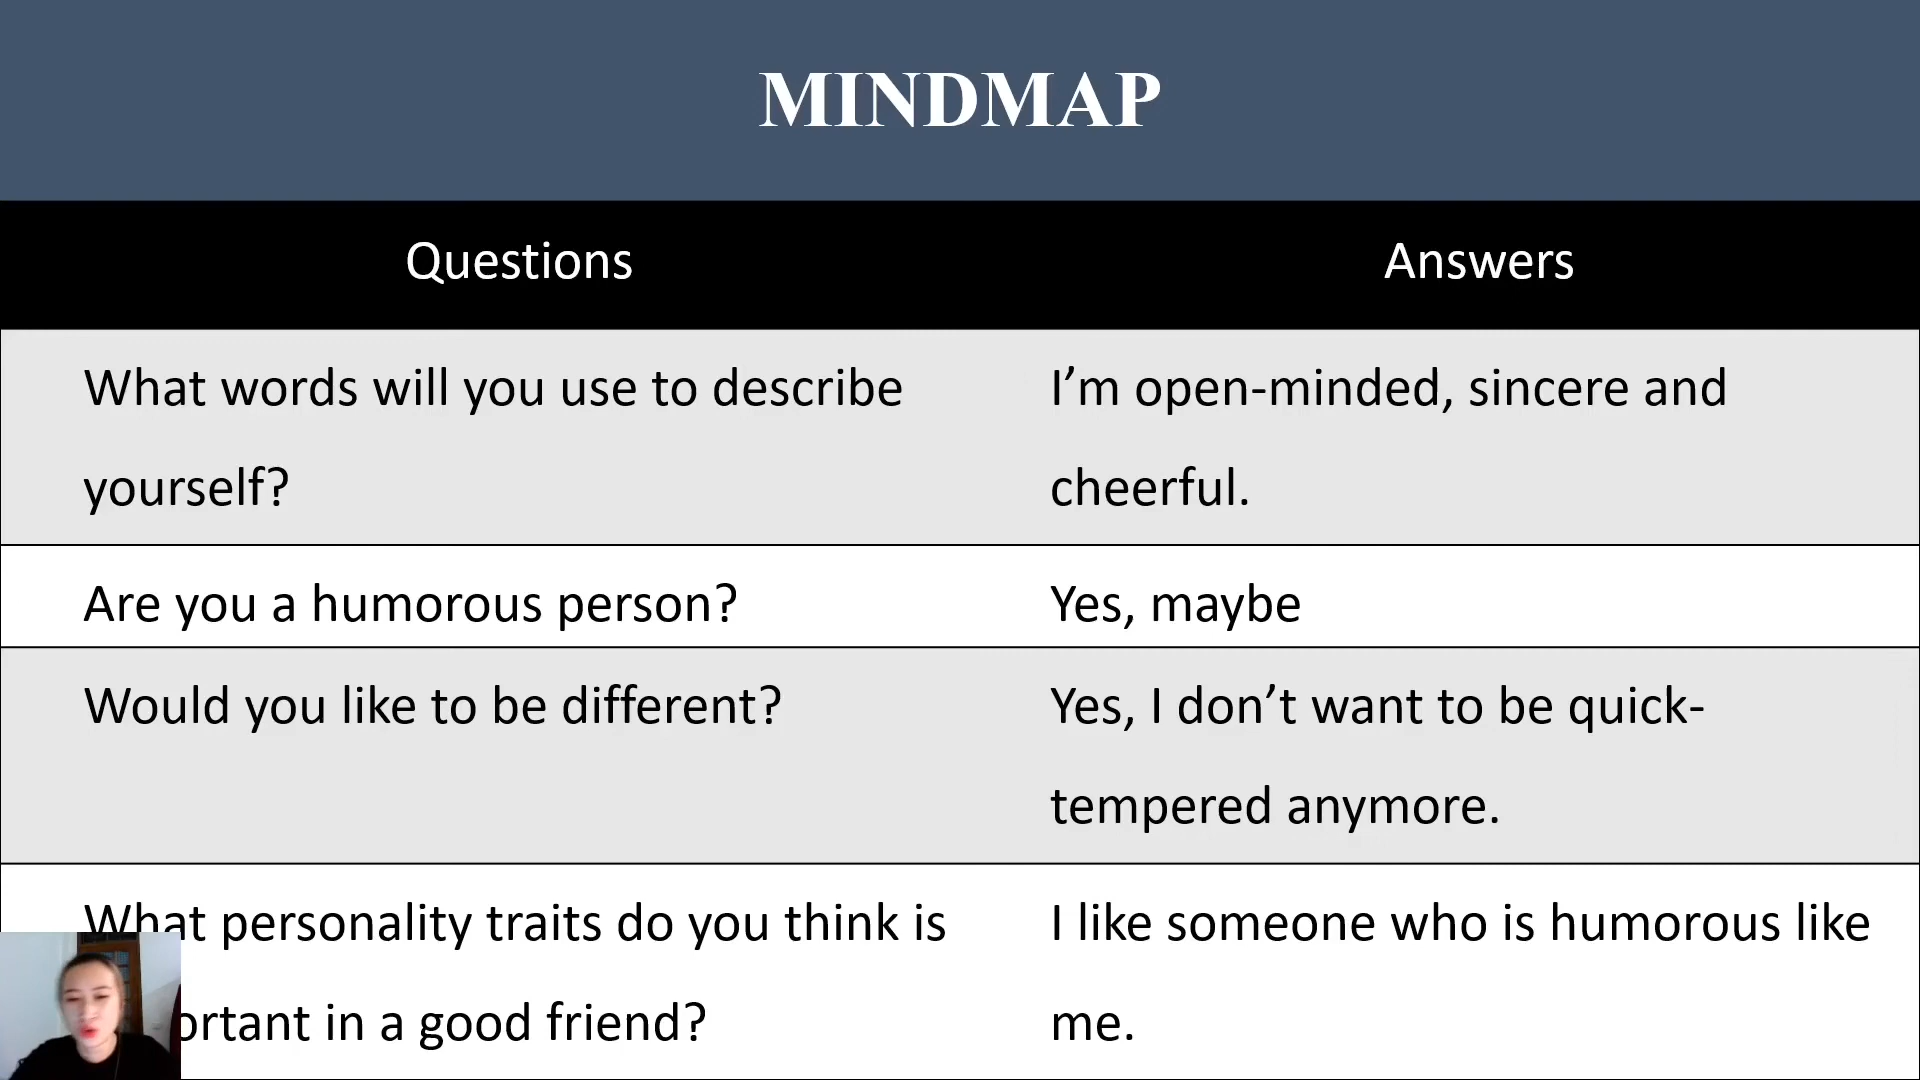 MINDMAP
Questions
Answers
What words will you use to describe
yourself?
I’m open-minded, sincere and
cheerful.
Are you a humorous person?
Yes, maybe
Would you like to be different?
Yes, I don’t want to be quick-
tempered anymore.
What personality traits do you think is
in a good friend?
I like someone who is humorous like
me.